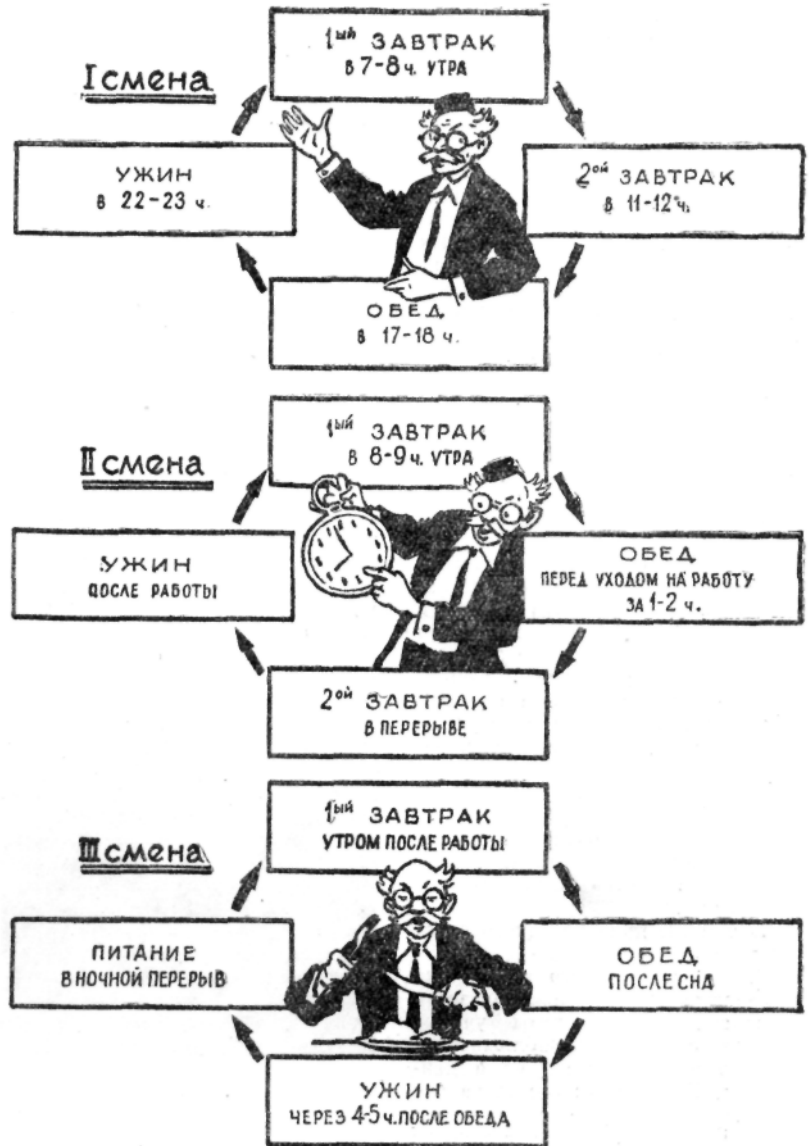 I смена
1ый ЗАВТРАК
в 7-8 ч. УТРА
2ой ЗАВТРАК
в 11-12 ч.
ОБЕД
в 17-18 ч.
УЖИН
в 22-23 ч.
II смена
1ый ЗАВТРАК
в 8-9 ч. УТРА
ОБЕД
ПЕРЕД УХОДОМ НА РАБОТУ
ЗА 1-2 ч.
2ой ЗАВТРАК
В ПЕРЕРЫВЕ
УЖИН
ПОСЛЕ РАБОТЫ
III смена
1ый ЗАВТРАК
УТРОМ ПОСЛЕ РАБОТЫ
ОБЕД
ПОСЛЕ СНА
УЖИН
ЧЕРЕЗ 4-5 ч. ПОСЛЕ ОБЕДА
ПИТАНИЕ
В НОЧНОЙ ПЕРЕРЫВ